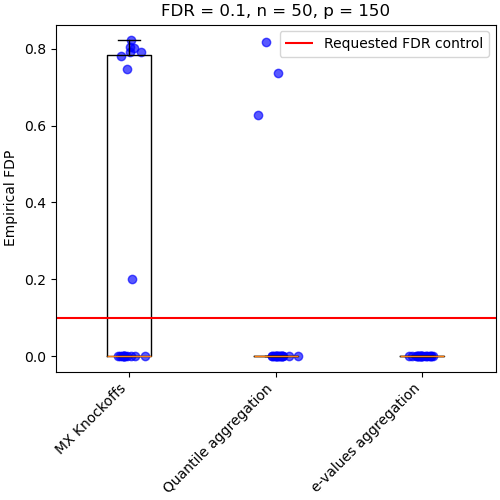 FDR = 0.1, n = 50, p = 150
Requested FDR control
Empirical FDP
0.8
0.6
0.4
0.2
0.0
MX Knockoffs
Quantile aggregation
e-values aggregation